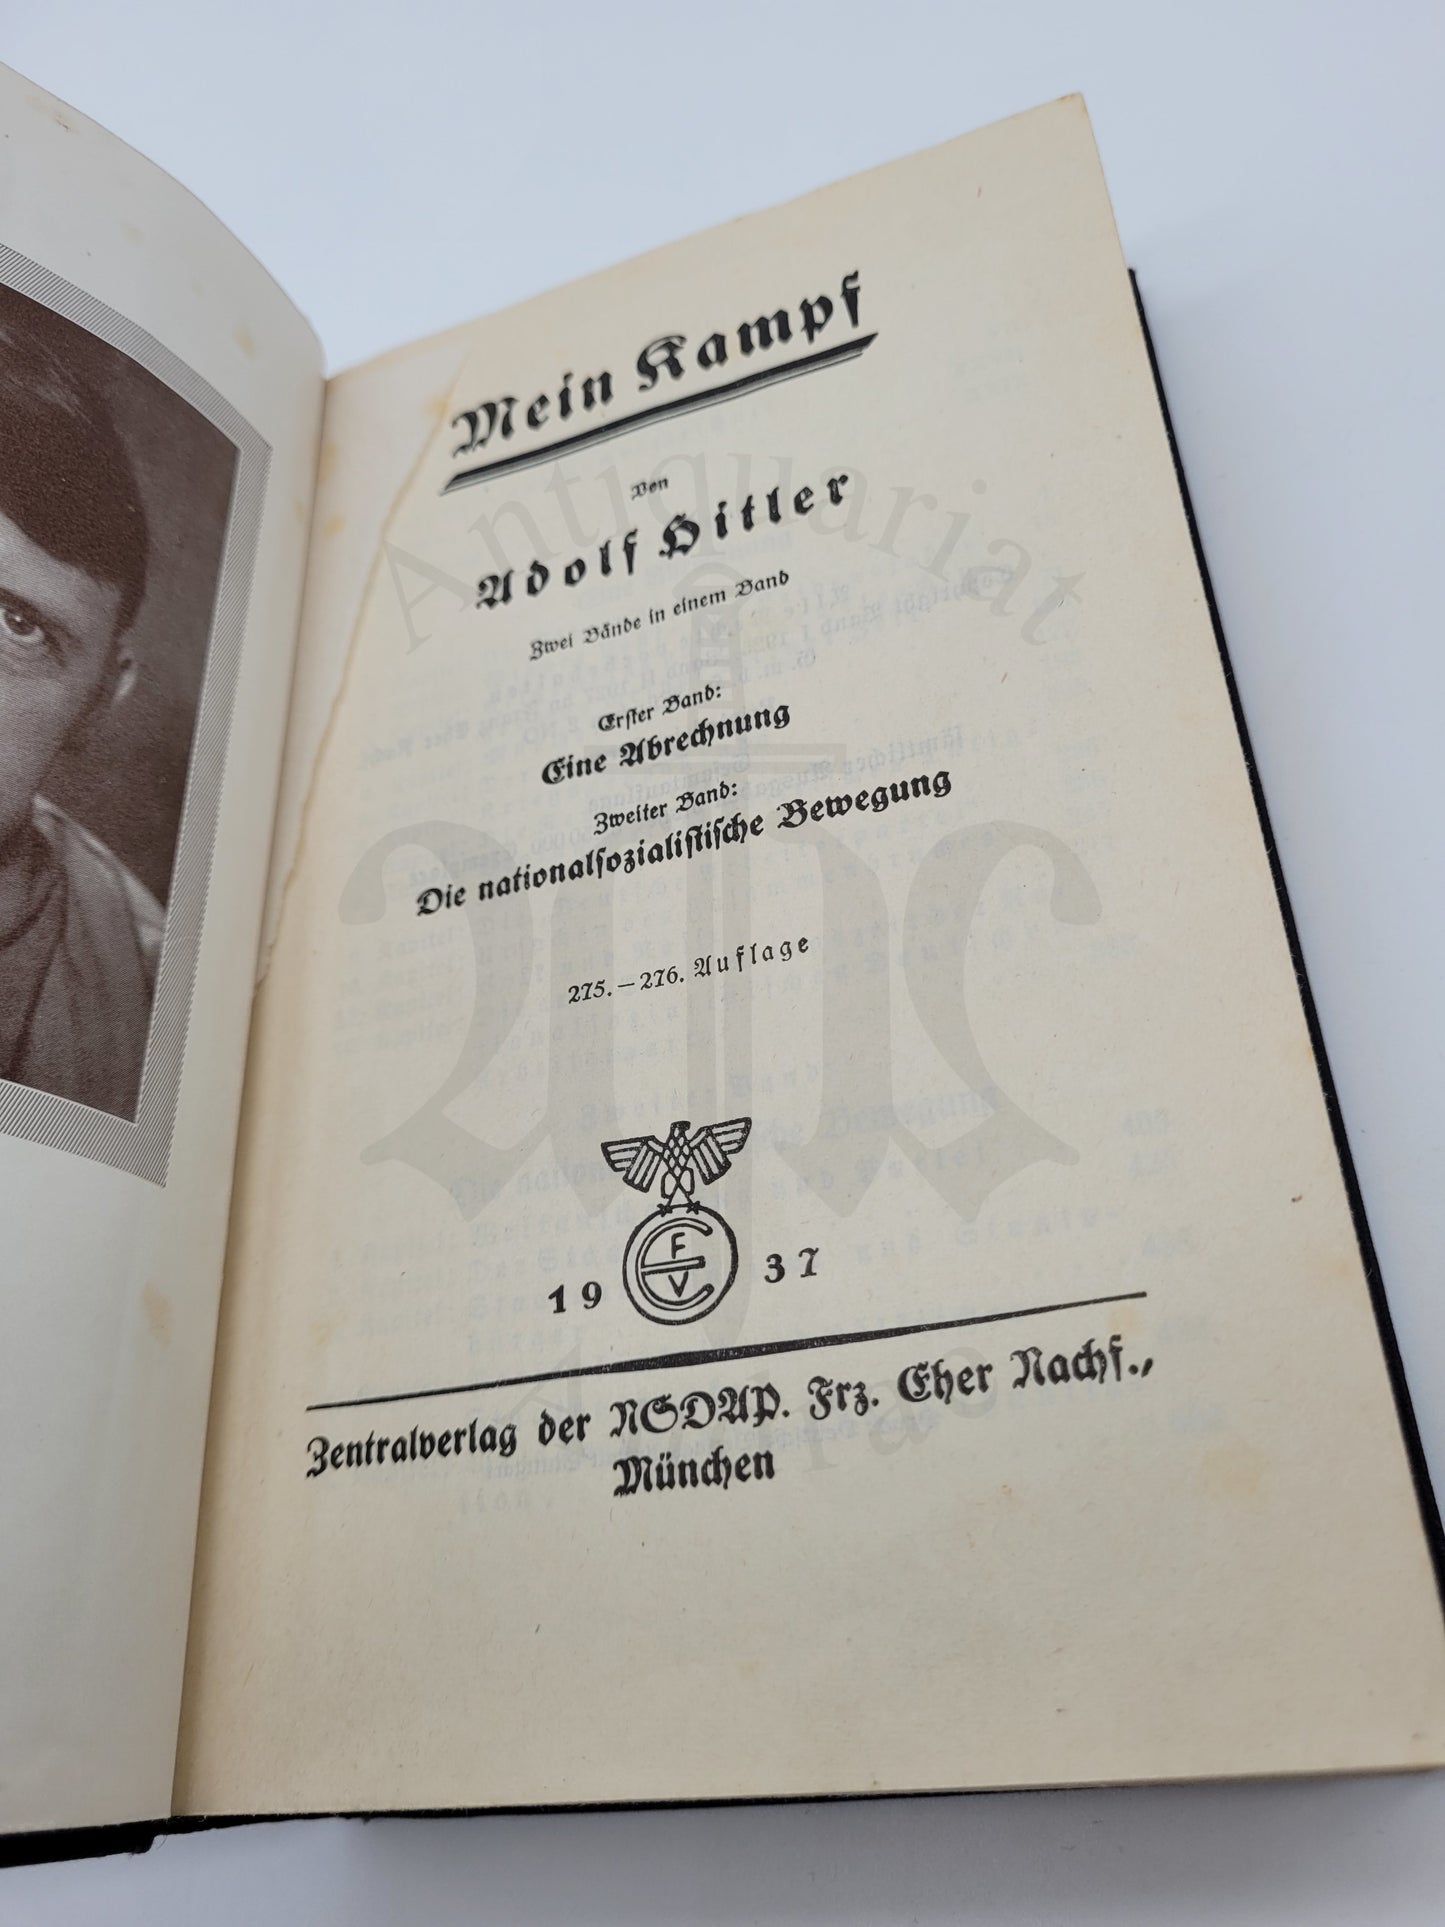 Mein Kampf
Von
Adolf Hitler
Zwei Bände in einem Band
Erster Band:
Eine Abrechnung
Zweiter Band:
Die nationalsozialistische Bewegung
275.–276. Auflage
F
E
V
19 37
Zentralverlag der NSDAP. Frz. Eher Nachf.,
München
Antiquariat